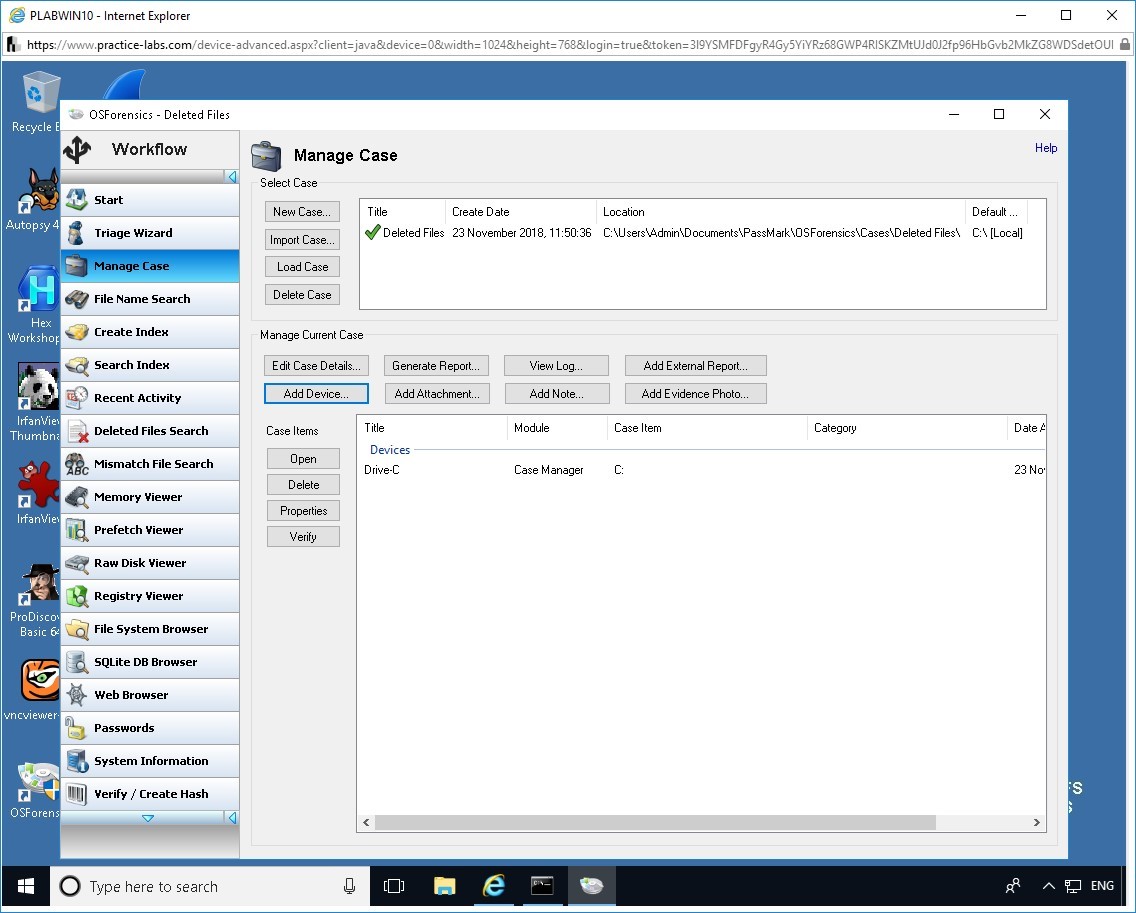 PLABWIN10 - Internet Explorer
https://www.practice-labs.com/device-advanced.aspx?client=java&device=0&width=1024&height=768&login=true&token=
Recycle
Autopsy 4
Hex
Workshop
IrfanView
Thumbna
IrfanView
ProDiscov
Basic 64
vncviewer-
OSForens
OSForensics - Deleted Files
Workflow
Start
Triage Wizard
Manage Case
File Name Search
Create Index
Search Index
Recent Activity
Deleted Files Search
Mismatch File Search
Memory Viewer
Prefetch Viewer
Raw Disk Viewer
Registry Viewer
File System Browser
SQLite DB Browser
Web Browser
Passwords
System Information
Verify / Create Hash
Manage Case
Help
Select Case
New Case...
Import Case...
Load Case
Delete Case
Title Create Date Location Default ...
Deleted Files 23 November 2018, 11:50:36 C:\Users\Admin\Documents\PassMark\OSForensics\Cases\Deleted Files\ C:\ [Local]
Manage Current Case
Edit Case Details... Generate Report... View Log... Add External Report...
Add Device... Add Attachment... Add Note... Add Evidence Photo...
Case Items
Open
Delete
Properties
Verify
Title Module Case Item Category Date A
Devices
Drive-C Case Manager C: 23 Nov
Type here to search
ENG